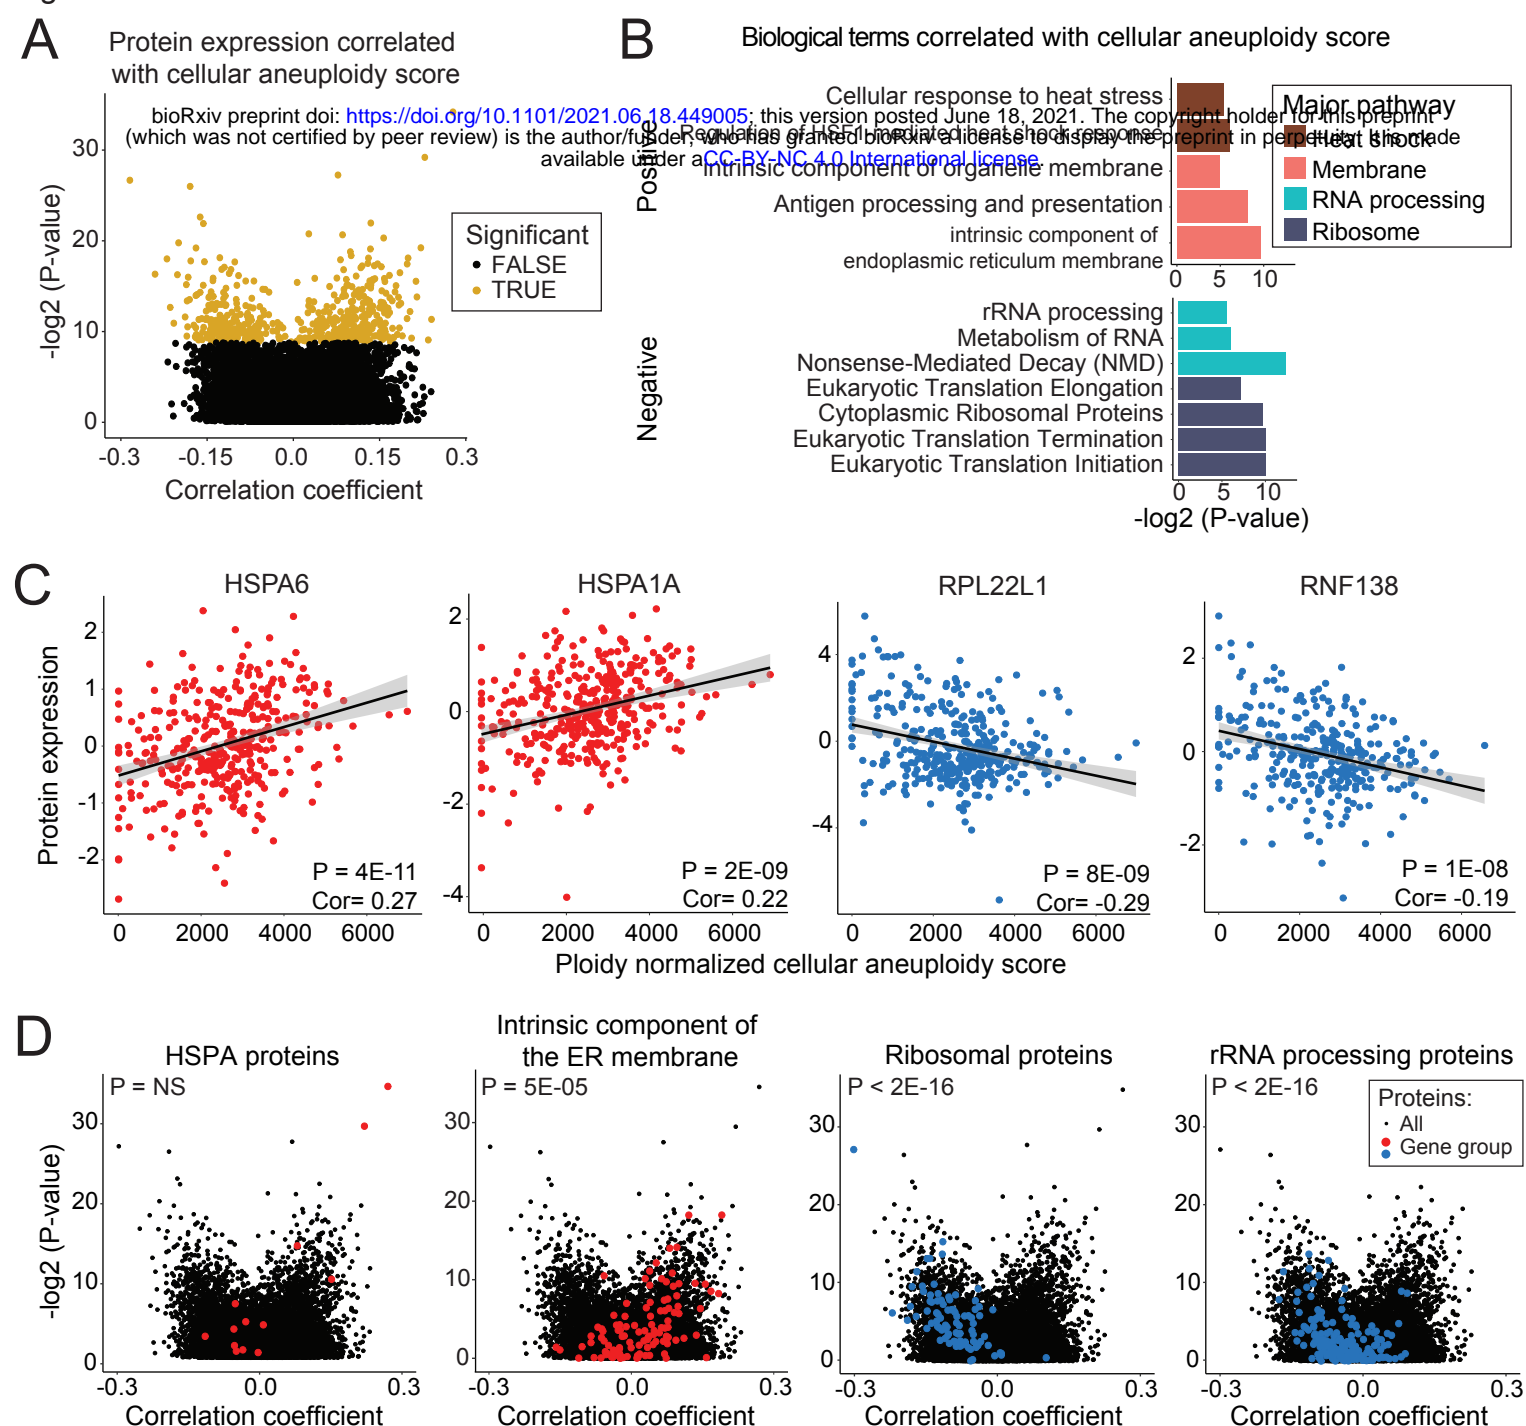 A
Protein expression correlated
with cellular aneuploidy score
-log2 (P-value)
30
20
10
0
-0.3 -0.15 0.0 0.15 0.3
Correlation coefficient
Significant
FALSE
TRUE
bioRxiv preprint doi: https://doi.org/10.1101/2021.06.18.449005; this version posted June 18, 2021. The copyright holder for this preprint
(which was not certified by peer review) is the author/funder, who has granted bioRxiv a license to display the preprint in perpetuity. It is made
available under aCC-BY-NC 4.0 International license.
B
Biological terms correlated with cellular aneuploidy score
Positive
Cellular response to heat stress
Regulation of HSF1-mediated heat shock response
Intrinsic component of organelle membrane
Antigen processing and presentation
intrinsic component of
endoplasmic reticulum membrane
0 5 10
Major pathway
Heat shock
Membrane
RNA processing
Ribosome
Negative
rRNA processing
Metabolism of RNA
Nonsense-Mediated Decay (NMD)
Eukaryotic Translation Elongation
Cytoplasmic Ribosomal Proteins
Eukaryotic Translation Termination
Eukaryotic Translation Initiation
0 5 10
-log2 (P-value)
C
Protein expression
HSPA6
2
1
0
-1
-2
P = 4E-11
Cor= 0.27
0 2000 4000 6000
HSPA1A
2
0
-2
-4
P = 2E-09
Cor= 0.22
0 2000 4000 6000
RPL22L1
4
0
-4
P = 8E-09
Cor= -0.29
0 2000 4000 6000
RNF138
2
0
-2
P = 1E-08
Cor= -0.19
0 2000 4000 6000
Ploidy normalized cellular aneuploidy score
D
-log2 (P-value)
HSPA proteins
P = NS
30
20
10
0
-0.3 0.0 0.3
Correlation coefficient
Intrinsic component of
the ER membrane
P = 5E-05
30
20
10
0
-0.3 0.0 0.3
Correlation coefficient
Ribosomal proteins
P < 2E-16
30
20
10
0
-0.3 0.0 0.3
Correlation coefficient
rRNA processing proteins
P < 2E-16
30
20
10
0
-0.3 0.0 0.3
Correlation coefficient
Proteins:
All
Gene group